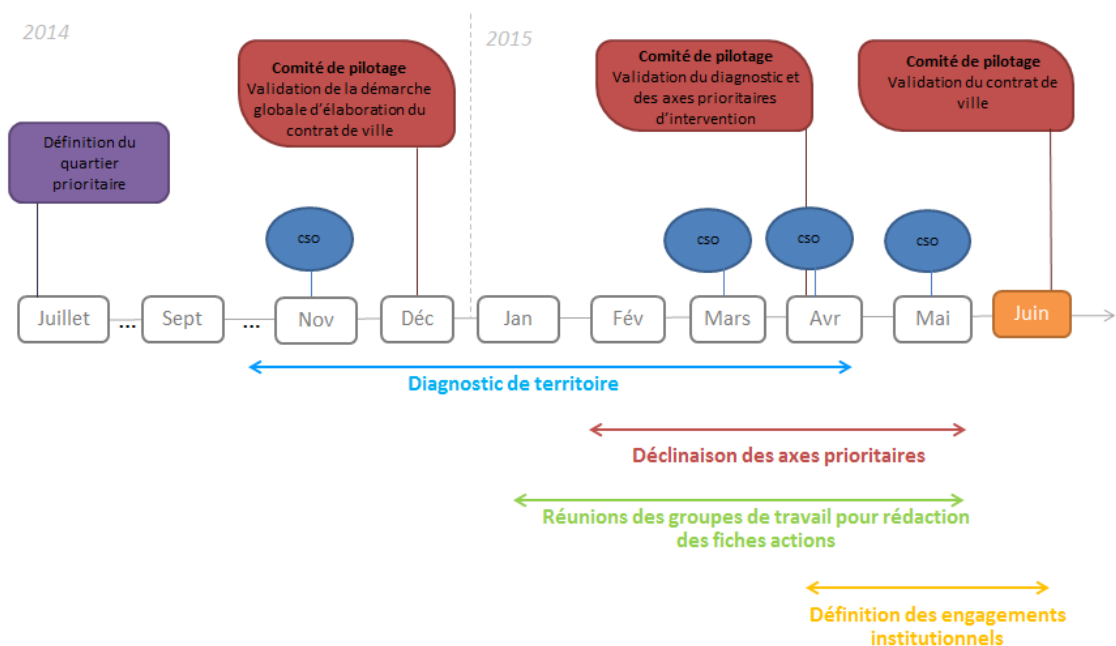 2014
2015
Comité de pilotage
Validation de la démarche
globale d'élaboration du
contrat de ville
Comité de pilotage
Validation du diagnostic et
des axes prioritaires
d'intervention
Comité de pilotage
Validation du contrat de
ville
Définition du
quartier
prioritaire
cso
cso
cso
cso
Juillet
...
Sept
...
Nov
Déc
Jan
Fév
Mars
Avr
Mai
Juin
Diagnostic de territoire
Déclinaison des axes prioritaires
Réunions des groupes de travail pour rédaction
des fiches actions
Définition des engagements
institutionnels